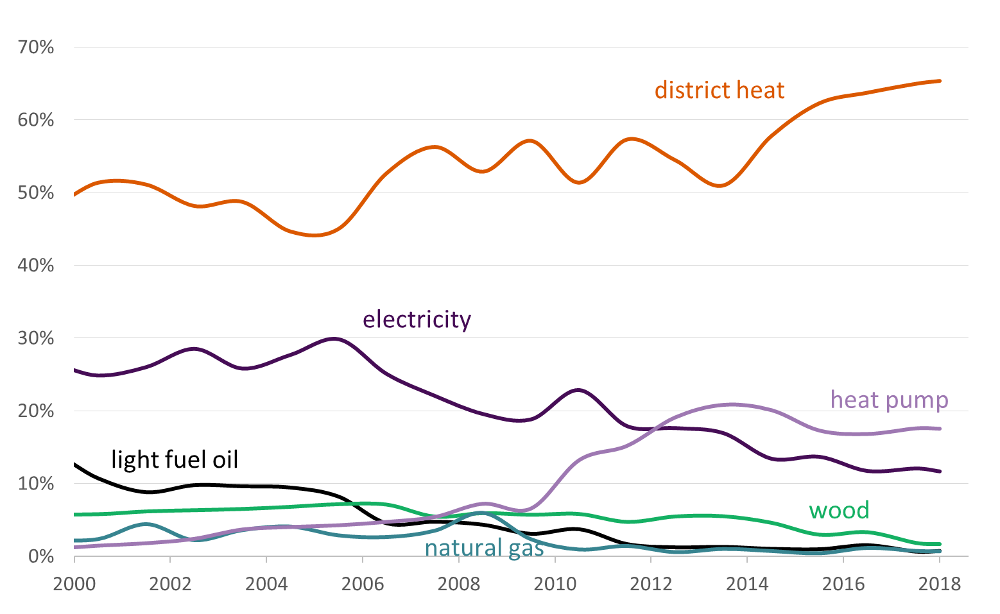 70%
district heat
60%
50%
40%
electricity
30%
heat pump
20%
light fuel oil
10%
wood
natural gas
0%
2000 2002 2004 2006 2008 2010 2012 2014 2016 2018